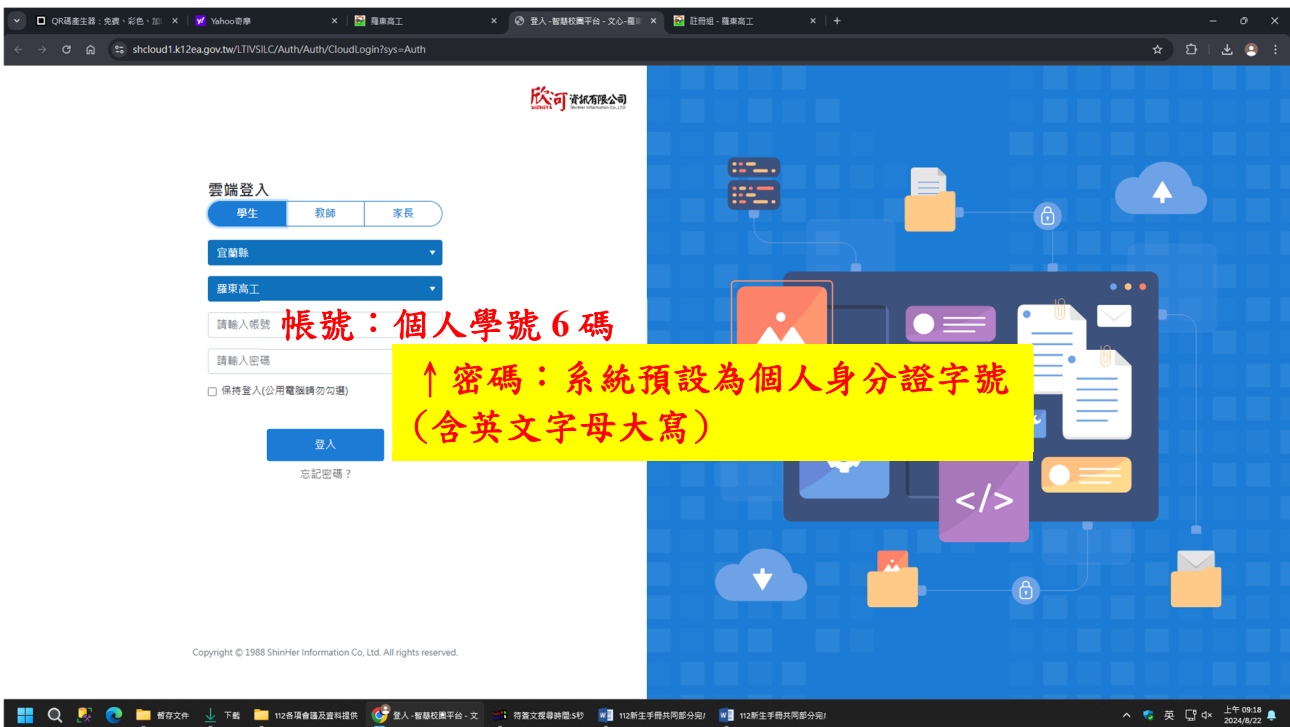 QR碼產生器：免費、彩色、加
Yahoo奇摩
羅東高工
登入 -智慧校園平台 - 文心-羅東
註冊組 - 羅東高工
shcloud1.k12ea.gov.tw/LTIVSILC/Auth/Auth/CloudLogin?sys=Auth
欣河 資訊有限公司
ShinHer Information Co., LTD
雲端登入
學生 教師 家長
宜蘭縣
羅東高工
請輸入帳號
帳號：個人學號6碼
請輸入密碼
↑密碼：系統預設為個人身分證字號
(含英文字母大寫)
保持登入(公用電腦請勿勾選)
登入
忘記密碼？
</>
Copyright © 1988 ShinHer Information Co, Ltd. All rights reserved.
暫存文件
下載
112各項會議及資料提供
登入 -智慧校園平台 - 文
符簽文搜尋時間:5秒
112新生手冊共同部分完/
112新生手冊共同部分完/
英
上午 09:18
2024/8/22